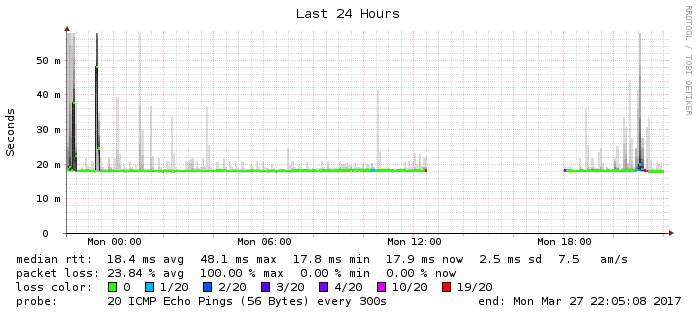 Last 24 Hours
RRDTOOL / TOBI OETIKER
Seconds
50 m
40 m
30 m
20 m
10 m
0
Mon 00:00 Mon 06:00 Mon 12:00 Mon 18:00
median rtt: 18.4 ms avg 48.1 ms max 17.8 ms min 17.9 ms now 2.5 ms sd 7.5 am/s
packet loss: 23.84 % avg 100.00 % max 0.00 % min 0.00 % now
loss color: 0 1/20 2/20 3/20 4/20 10/20 19/20
probe: 20 ICMP Echo Pings (56 Bytes) every 300s end: Mon Mar 27 22:05:08 2017